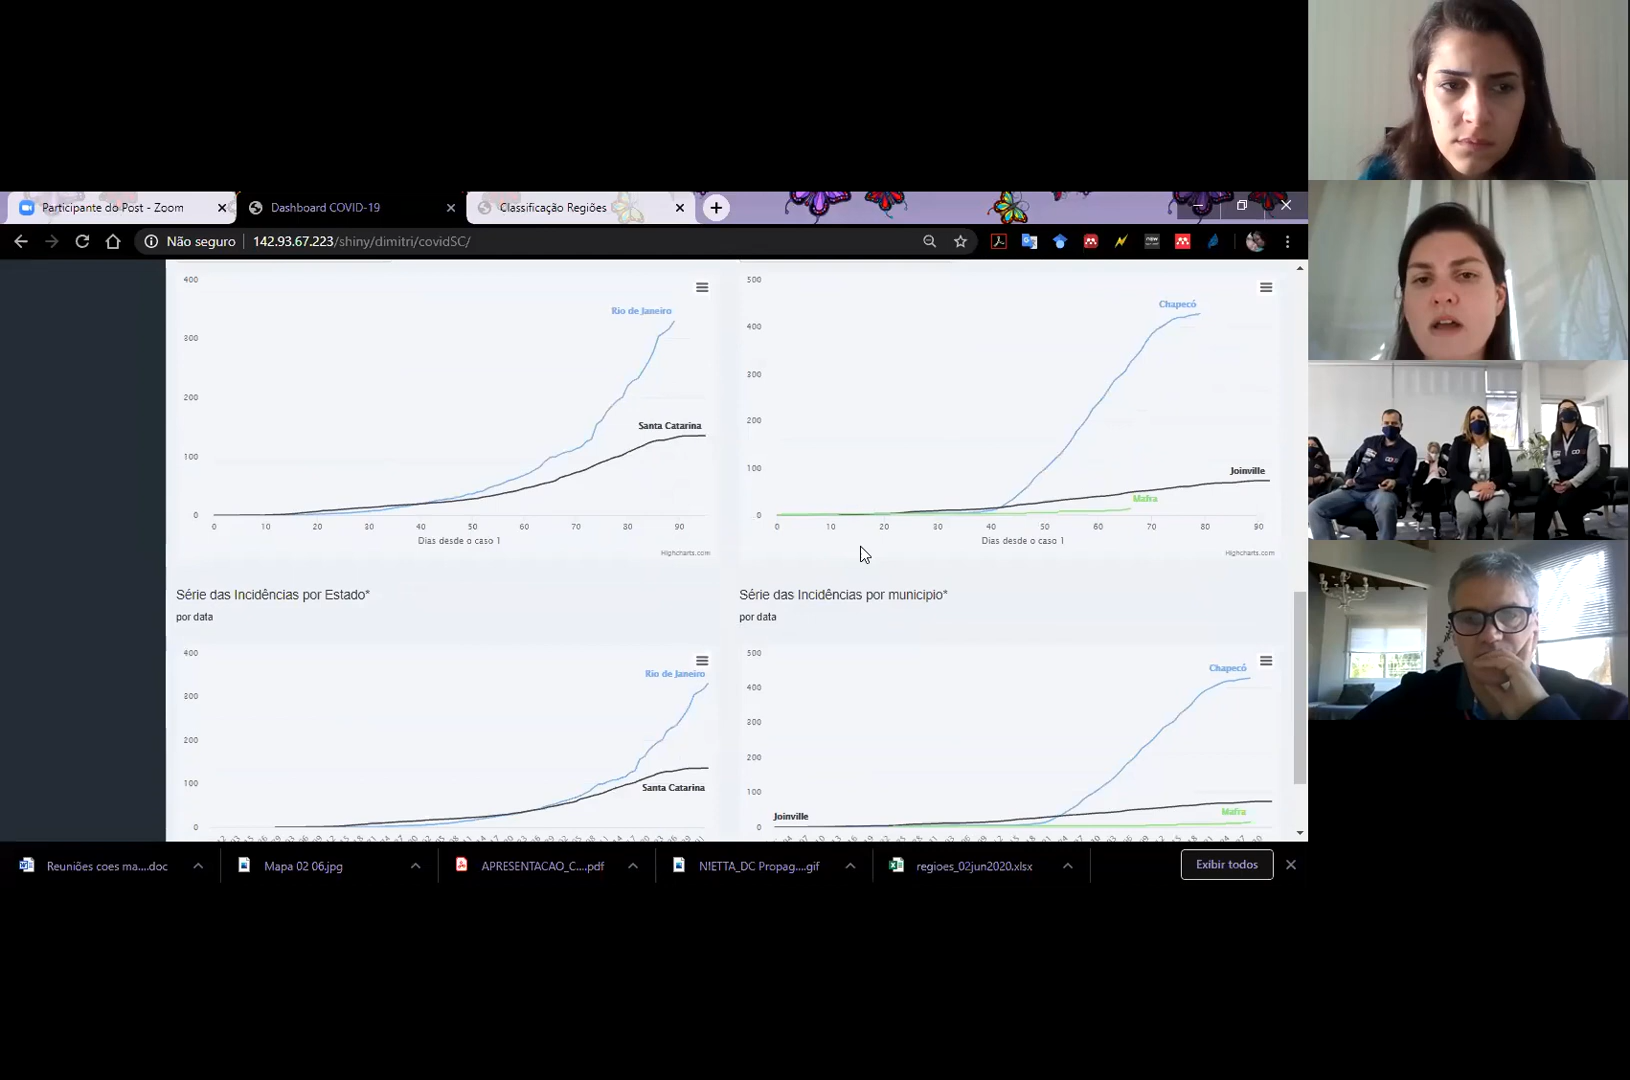 Participante do Post - Zoom
Dashboard COVID-19
Classificação Regiões
Não seguro
142.93.67.223/shiny/dimitri/covidSC/
400
300
200
100
0
Rio de Janeiro
Santa Catarina
0 10 20 30 40 50 60 70 80 90
Dias desde o caso 1
Highcharts.com
500
400
300
200
100
0
Chapecó
Joinville
Mafra
0 10 20 30 40 50 60 70 80 90
Dias desde o caso 1
Highcharts.com
Série das Incidências por Estado*
por data
400
300
200
100
0
Rio de Janeiro
Santa Catarina
Série das Incidências por municipio*
por data
500
400
300
200
100
0
Chapecó
Joinville
Mafra
Reuniões coes ma....doc
Mapa 02 06.jpg
APRESENTACAO_C....pdf
N!ETTA_DC Propag....gif
regioes_02jun2020.xlsx
Exibir todos